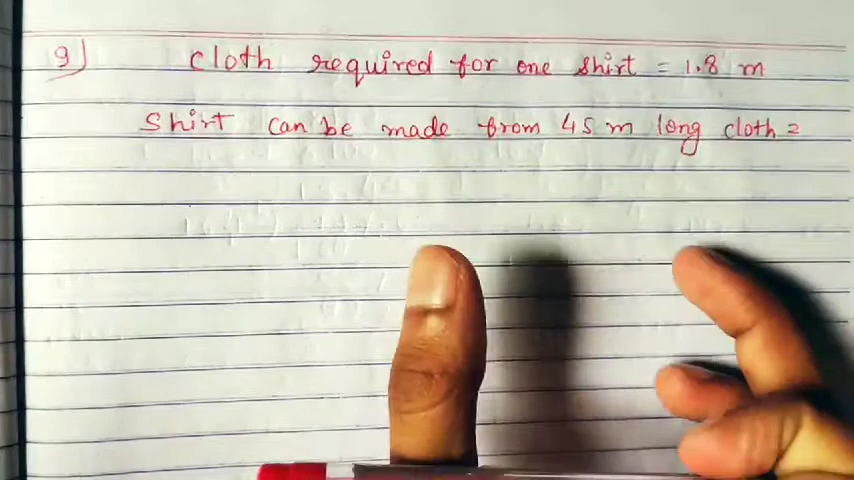 9) cloth required for one shirt = 1.8 m
Shirt can be made from 45 m long cloth =